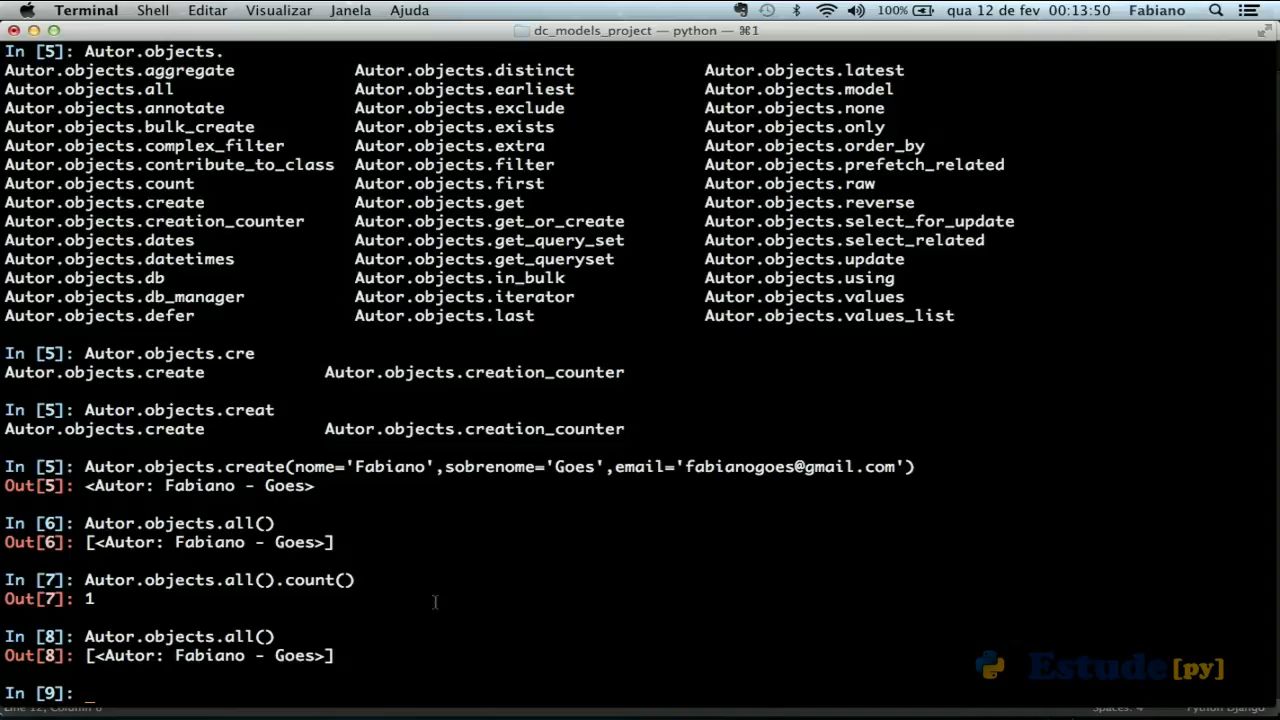 Terminal Shell Editar Visualizar Janela Ajuda 100% qua 12 de fev 00:13:50 Fabiano
dc_models_project — python — ⌘1
In [5]: Autor.objects.
Autor.objects.aggregate Autor.objects.distinct Autor.objects.latest
Autor.objects.all Autor.objects.earliest Autor.objects.model
Autor.objects.annotate Autor.objects.exclude Autor.objects.none
Autor.objects.bulk_create Autor.objects.exists Autor.objects.only
Autor.objects.complex_filter Autor.objects.extra Autor.objects.order_by
Autor.objects.contribute_to_class Autor.objects.filter Autor.objects.prefetch_related
Autor.objects.count Autor.objects.first Autor.objects.raw
Autor.objects.create Autor.objects.get Autor.objects.reverse
Autor.objects.creation_counter Autor.objects.get_or_create Autor.objects.select_for_update
Autor.objects.dates Autor.objects.get_query_set Autor.objects.select_related
Autor.objects.datetimes Autor.objects.get_queryset Autor.objects.update
Autor.objects.db Autor.objects.in_bulk Autor.objects.using
Autor.objects.db_manager Autor.objects.iterator Autor.objects.values
Autor.objects.defer Autor.objects.last Autor.objects.values_list
In [5]: Autor.objects.cre
Autor.objects.create Autor.objects.creation_counter
In [5]: Autor.objects.creat
Autor.objects.create Autor.objects.creation_counter
In [5]: Autor.objects.create(nome='Fabiano',sobrenome='Goes',email='fabianogoes@gmail.com')
Out[5]: <Autor: Fabiano - Goes>
In [6]: Autor.objects.all()
Out[6]: [<Autor: Fabiano - Goes>]
In [7]: Autor.objects.all().count()
Out[7]: 1
In [8]: Autor.objects.all()
Out[8]: [<Autor: Fabiano - Goes>]
Estude[py]
In [9]: _
Line 12, Column 6 Spaces: 4 Python Django